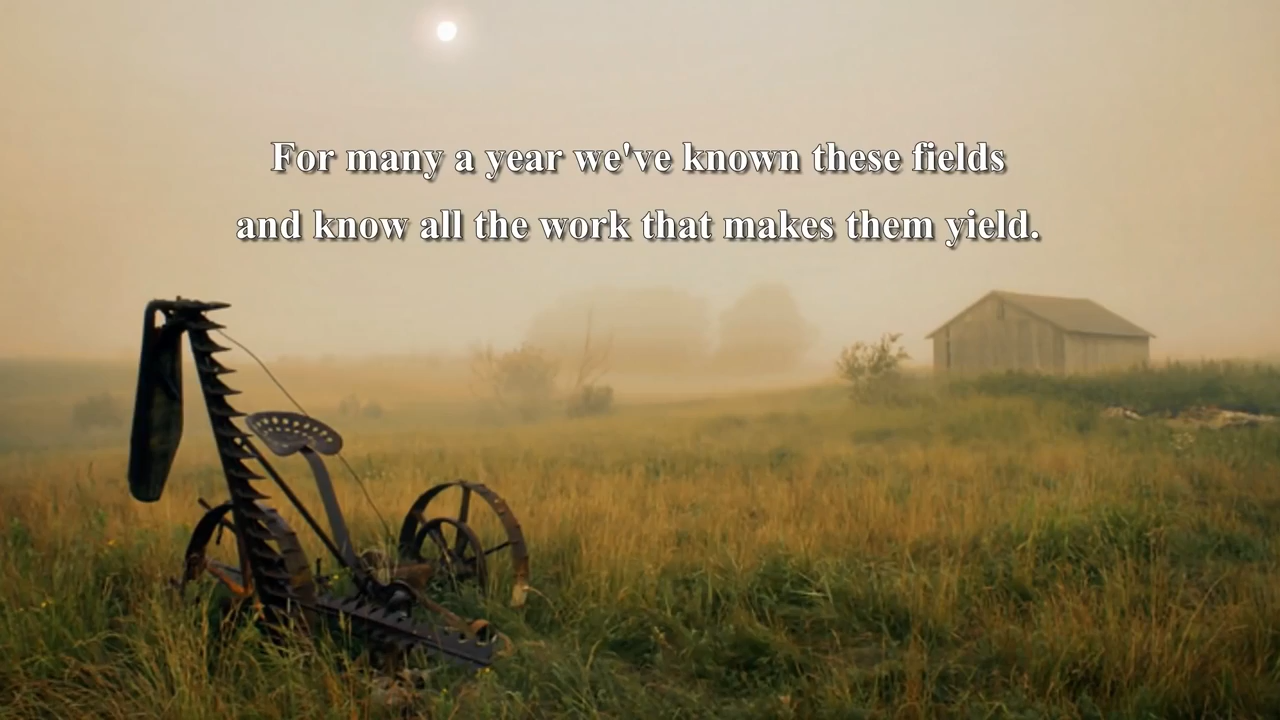 For many a year we've known these fields
and know all the work that makes them yield.